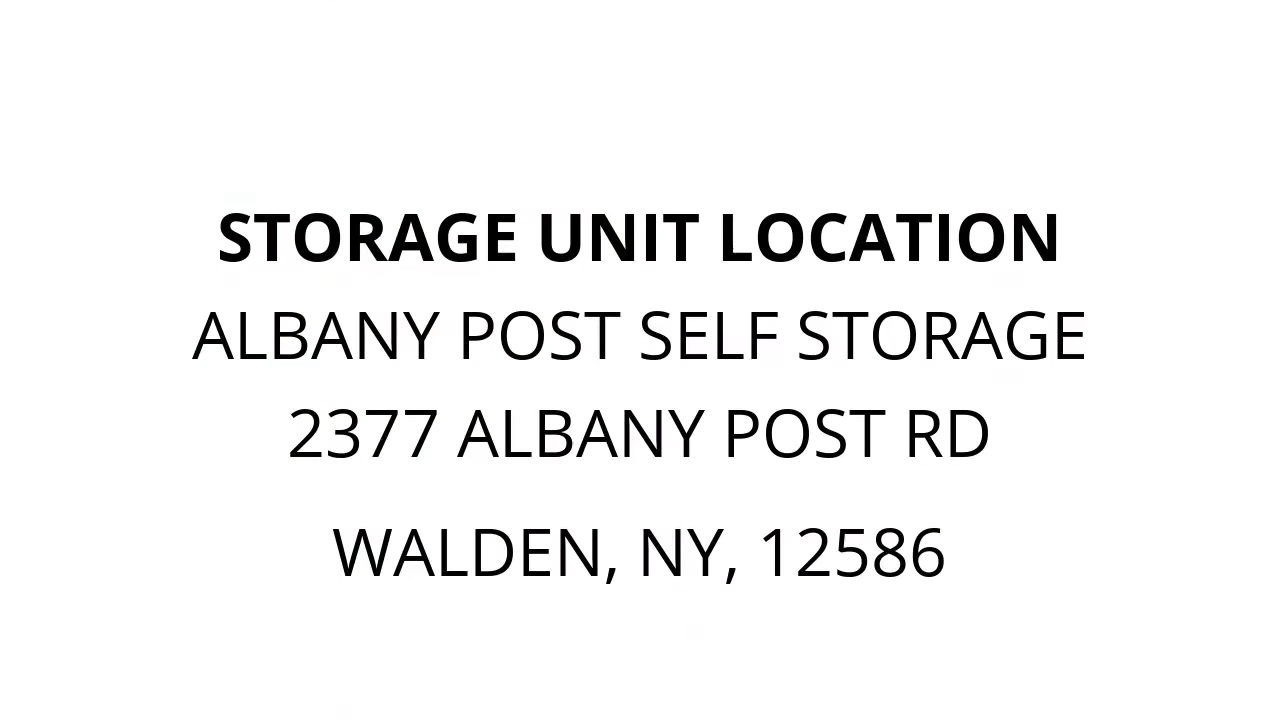 STORAGE UNIT LOCATION
ALBANY POST SELF STORAGE
2377 ALBANY POST RD
WALDEN, NY, 12586